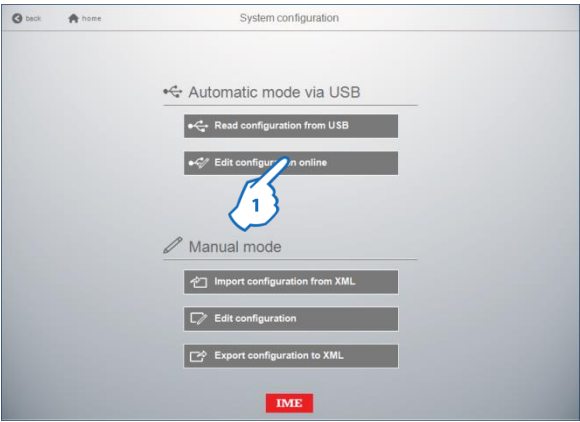 back
home
System configuration
Automatic mode via USB
Read configuration from USB
Edit configuration online
1
Manual mode
Import configuration from XML
Edit configuration
Export configuration to XML
IME